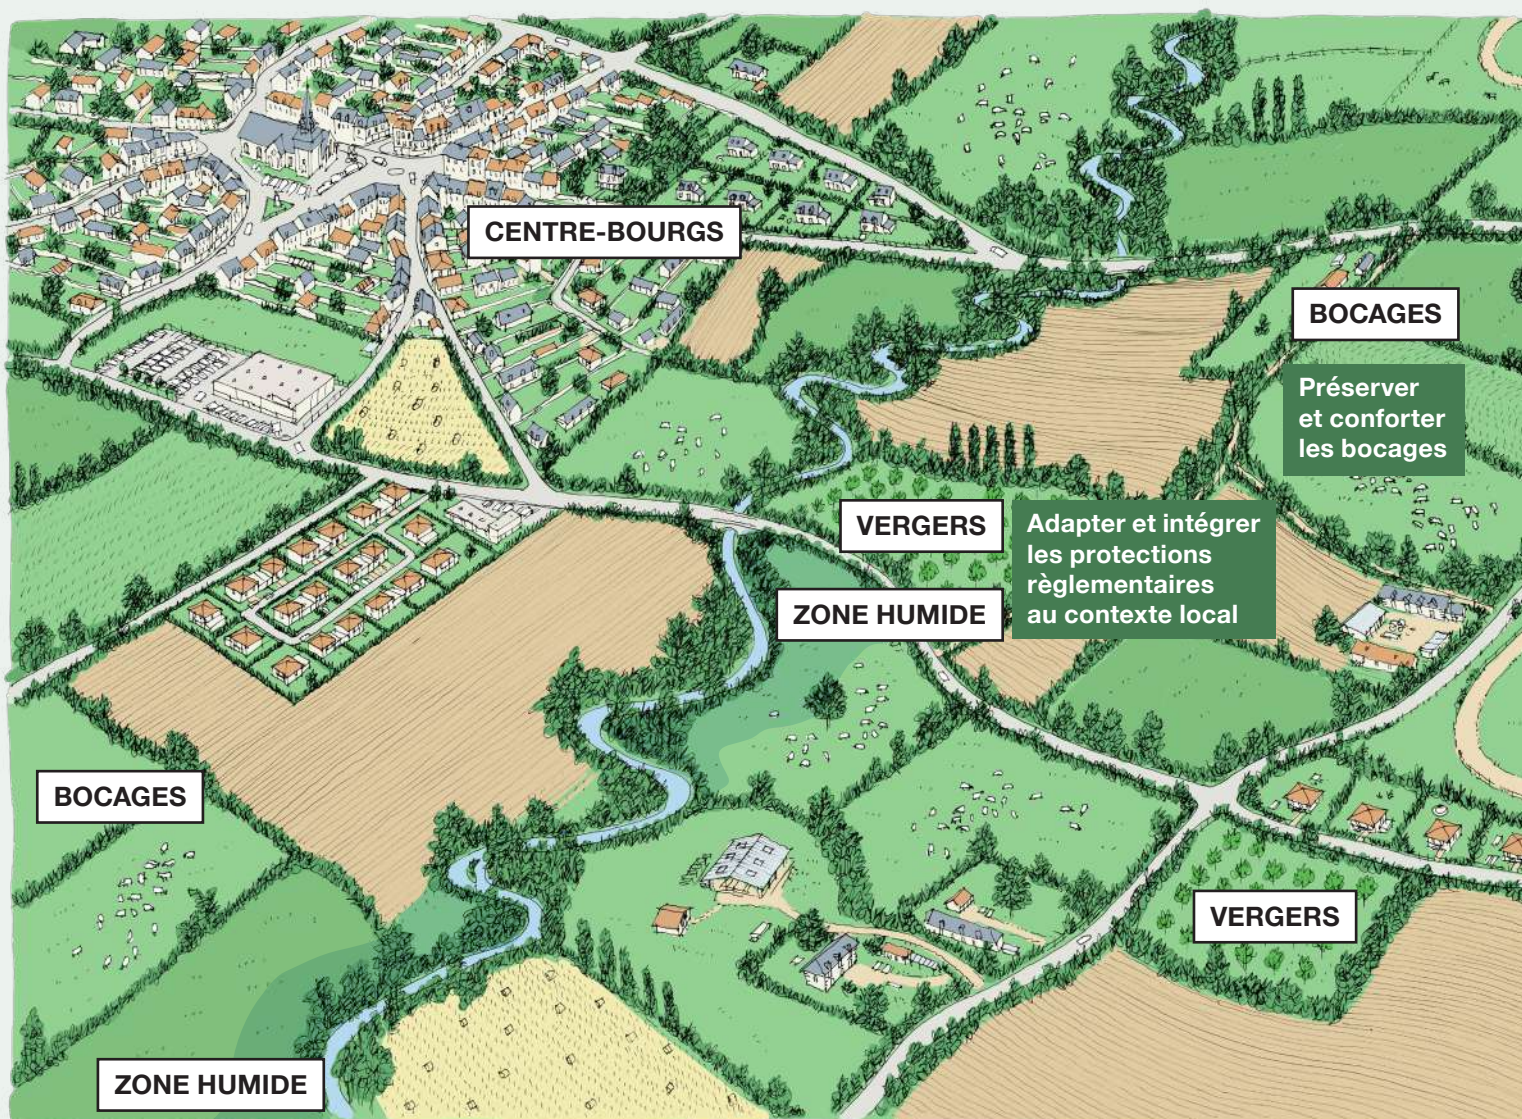 CENTRE-BOURGS
BOCAGES
Préserver
et conforter
les bocages
VERGERS
Adapter et intégrer
les protections
règlementaires
au contexte local
ZONE HUMIDE
BOCAGES
VERGERS
ZONE HUMIDE